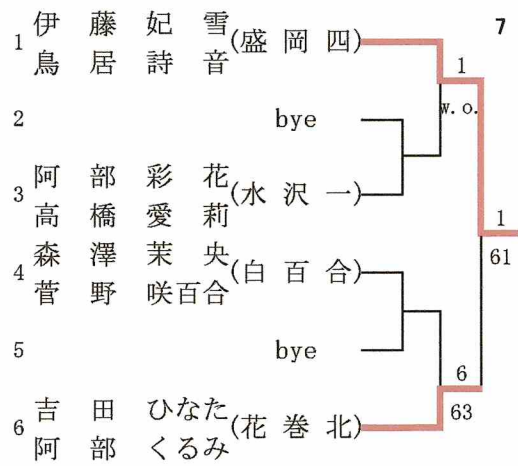 7
1 伊藤妃雪 (盛岡四)
鳥居詩音
1
w.o.
2 bye
3 阿部彩花 (水沢一)
高橋愛莉
1
61
4 森澤茉央 (白百合)
菅野咲百合
5 bye
6
63
6 吉田ひなた (花巻北)
阿部くるみ